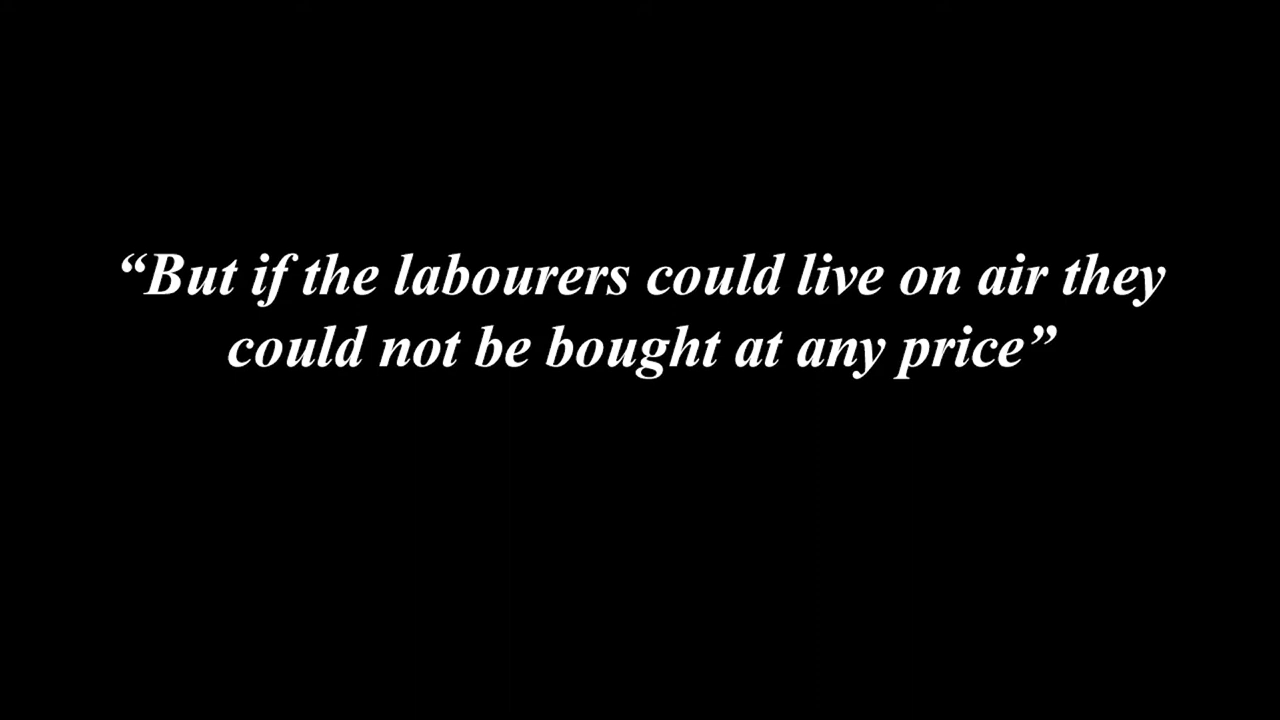 “But if the labourers could live on air they
could not be bought at any price”